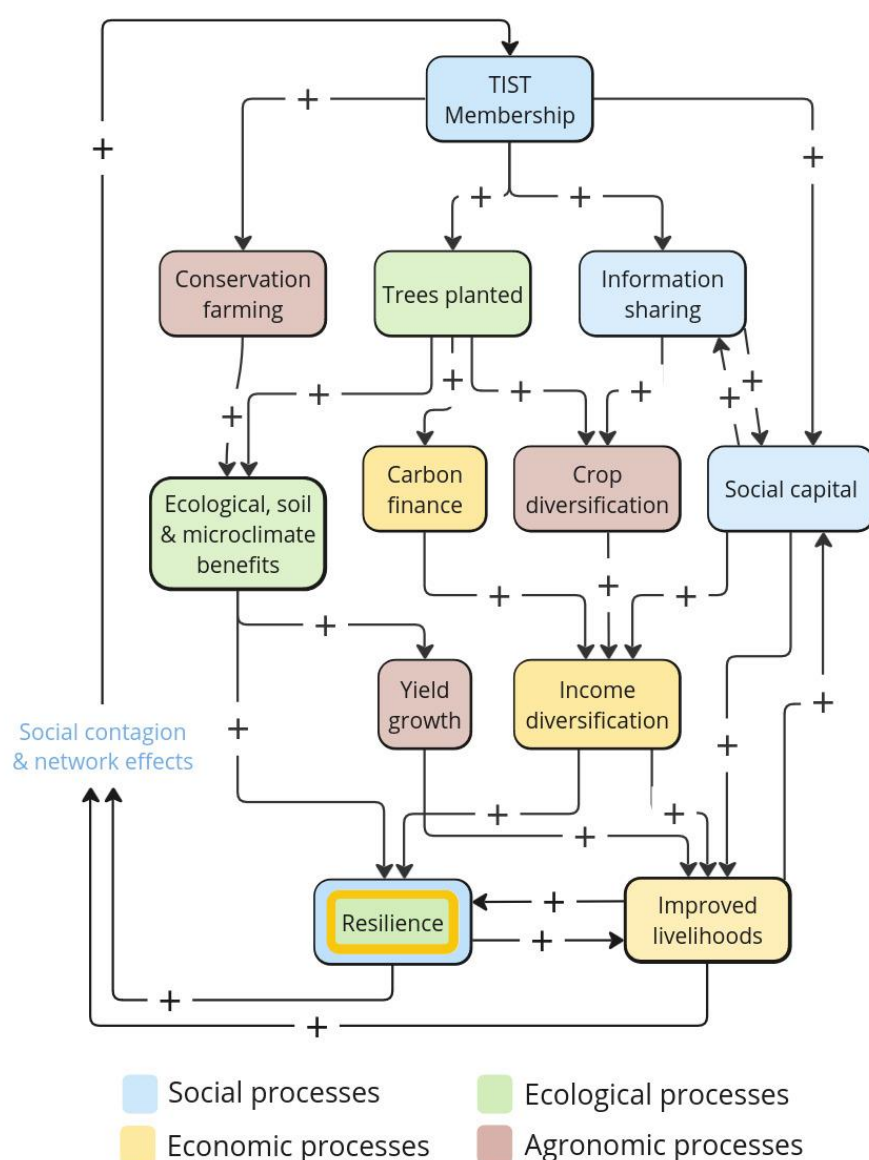 TIST
Membership
+
+
+
+
+
+
Conservation
farming
Trees planted
Information
sharing
+
+
+
+
+
+
+
Carbon
finance
Crop
diversification
Social capital
Ecological, soil
& microclimate
benefits
+
+
+
+
Yield
growth
Income
diversification
+
+
+
Social contagion
& network effects
+
+
+
Resilience
Improved
livelihoods
+
+
+
+
Social processes
Ecological processes
Economic processes
Agronomic processes